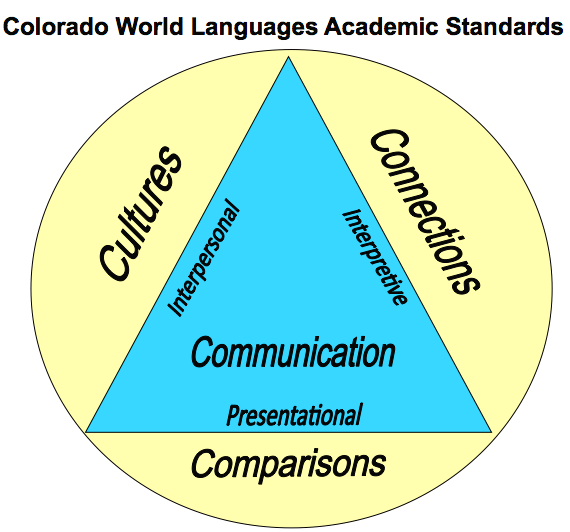 Colorado World Languages Academic Standards
Cultures
Connections
Interpersonal
Interpretive
Communication
Presentational
Comparisons